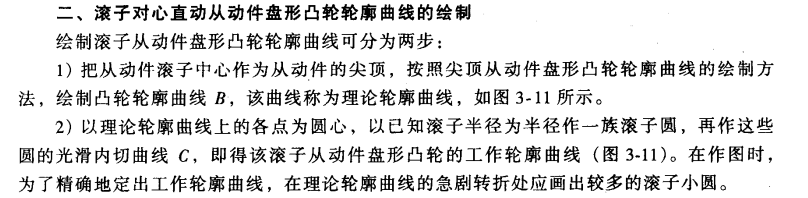 二、滚子对心直动从动件盘形凸轮轮廓曲线的绘制
绘制滚子从动件盘形凸轮轮廓曲线可分为两步：
1）把从动件滚子中心作为从动件的尖顶，按照尖顶从动件盘形凸轮轮廓曲线的绘制方
法，绘制凸轮轮廓曲线 B，该曲线称为理论轮廓曲线，如图 3-11 所示。
2）以理论轮廓曲线上的各点为圆心，以已知滚子半径为半径作一族滚子圆，再作这些
圆的光滑内切曲线 C，即得该滚子从动件盘形凸轮的工作轮廓曲线（图 3-11）。在作图时，
为了精确地定出工作轮廓曲线，在理论轮廓曲线的急剧转折处应画出较多的滚子小圆。